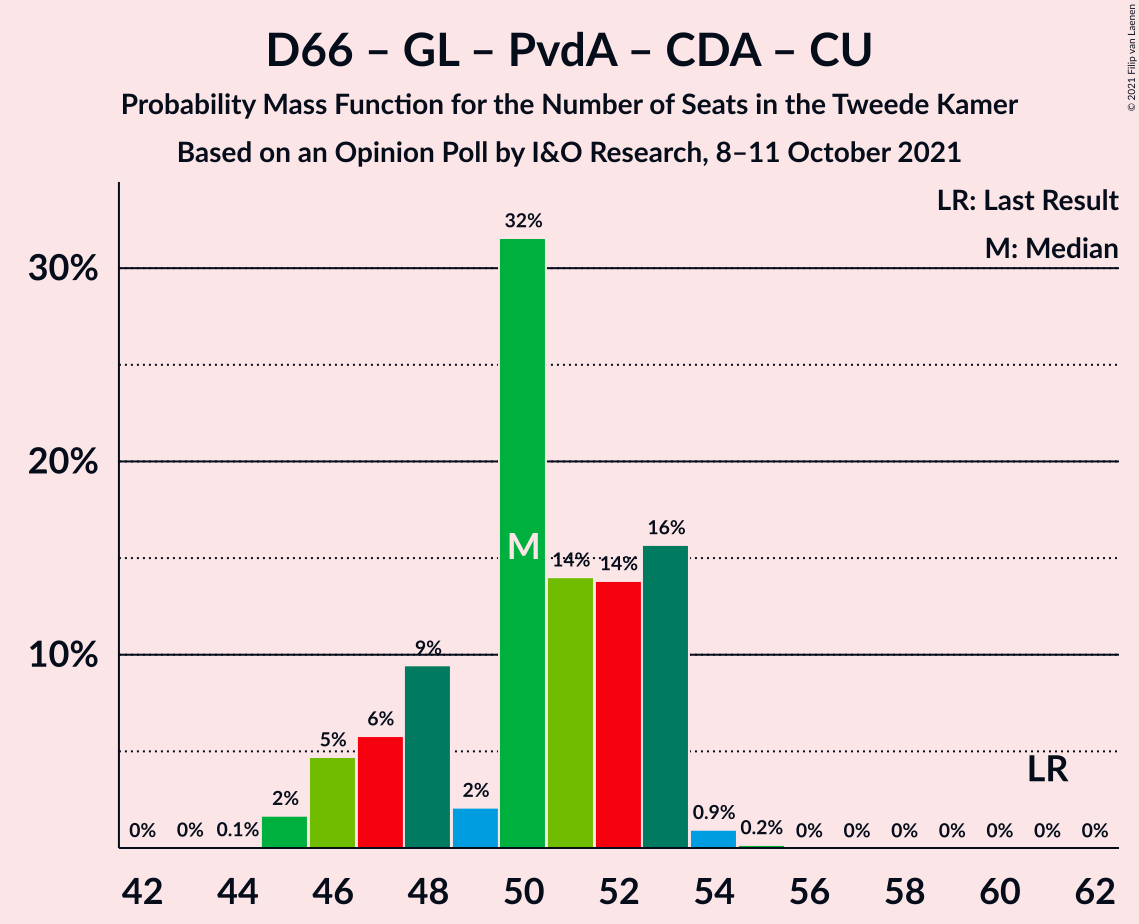 D66 – GL – PvdA – CDA – CU
Probability Mass Function for the Number of Seats in the Tweede Kamer
Based on an Opinion Poll by I&O Research, 8–11 October 2021
© 2021 Filip van Laenen
LR: Last Result
M: Median
30%
20%
10%
0% 0% 0.1% 2% 5% 6% 9% 2% 32% 14% 14% 16% 0.9% 0.2% 0% 0% 0% 0% 0% 0% 0%
M
LR
42 44 46 48 50 52 54 56 58 60 62